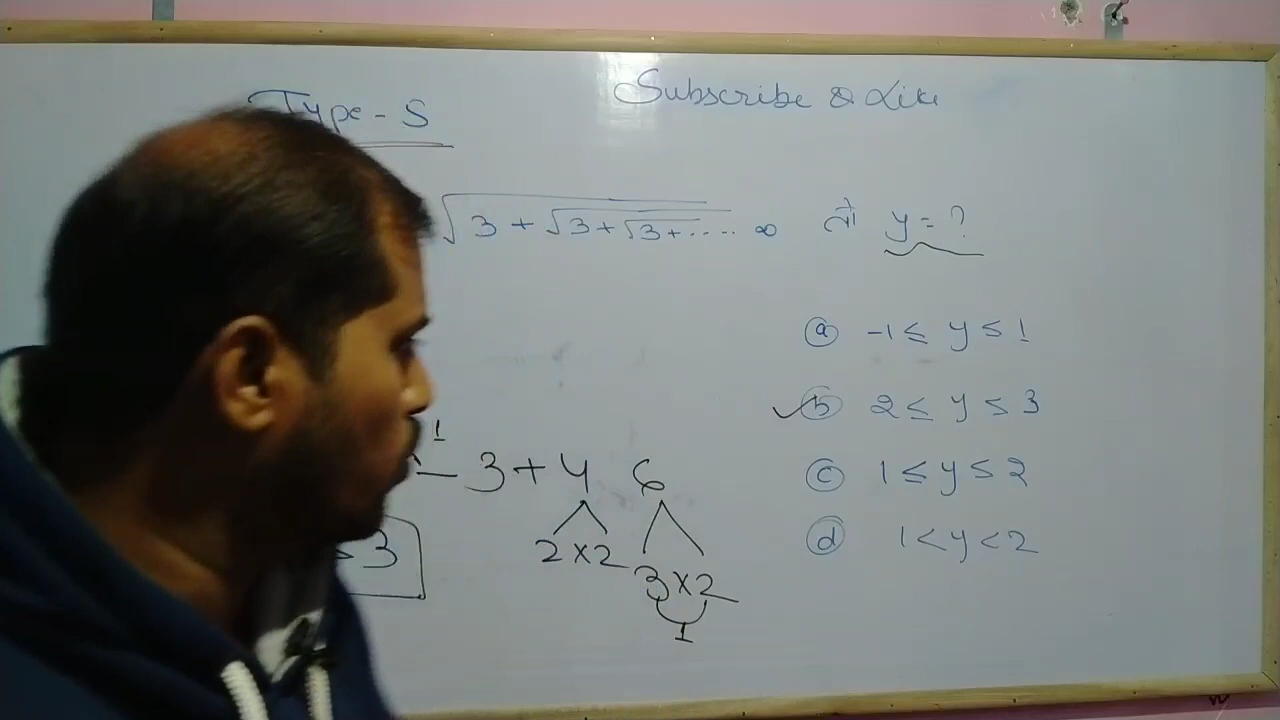 Subscribe & Like
Type - S
√3 + √3 + √3 + .... ∞ तो y = ?
ⓐ -1 ≤ y ≤ 1
✓ ⓑ 2 ≤ y ≤ 3
1
- 3 + 4 6
ⓒ 1 ≤ y ≤ 2
2 × 2
3
3 × 2
ⓓ 1 < y < 2
1